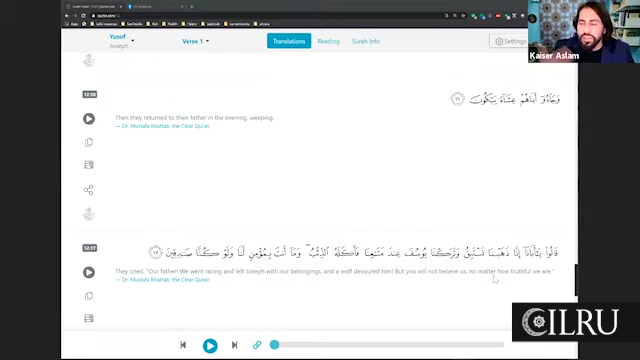 quran.com/12
Yusuf
Joseph
Verse 1
Translations
Reading
Surah Info
Settings
Kaiser Aslam
12:16
وَجَآءُوٓ أَبَاهُمْ عِشَآءً يَبْكُونَ ١٦
Then they returned to their father in the evening, weeping.
— Dr. Mustafa Khattab, the Clear Quran
12:17
قَالُوا۟ يَـٰٓأَبَانَآ إِنَّا ذَهَبْنَا نَسْتَبِقُ وَتَرَكْنَا يُوسُفَ عِندَ مَتَـٰعِنَا فَأَكَلَهُ ٱلذِّئْبُ ۖ وَمَآ أَنتَ بِمُؤْمِنٍ لَّنَا وَلَوْ كُنَّا صَـٰدِقِينَ ١٧
They cried, "Our father! We went racing and left Joseph with our belongings, and a wolf devoured him! But you will not believe us, no matter how truthful we are."
— Dr. Mustafa Khattab, the Clear Quran
CILRU